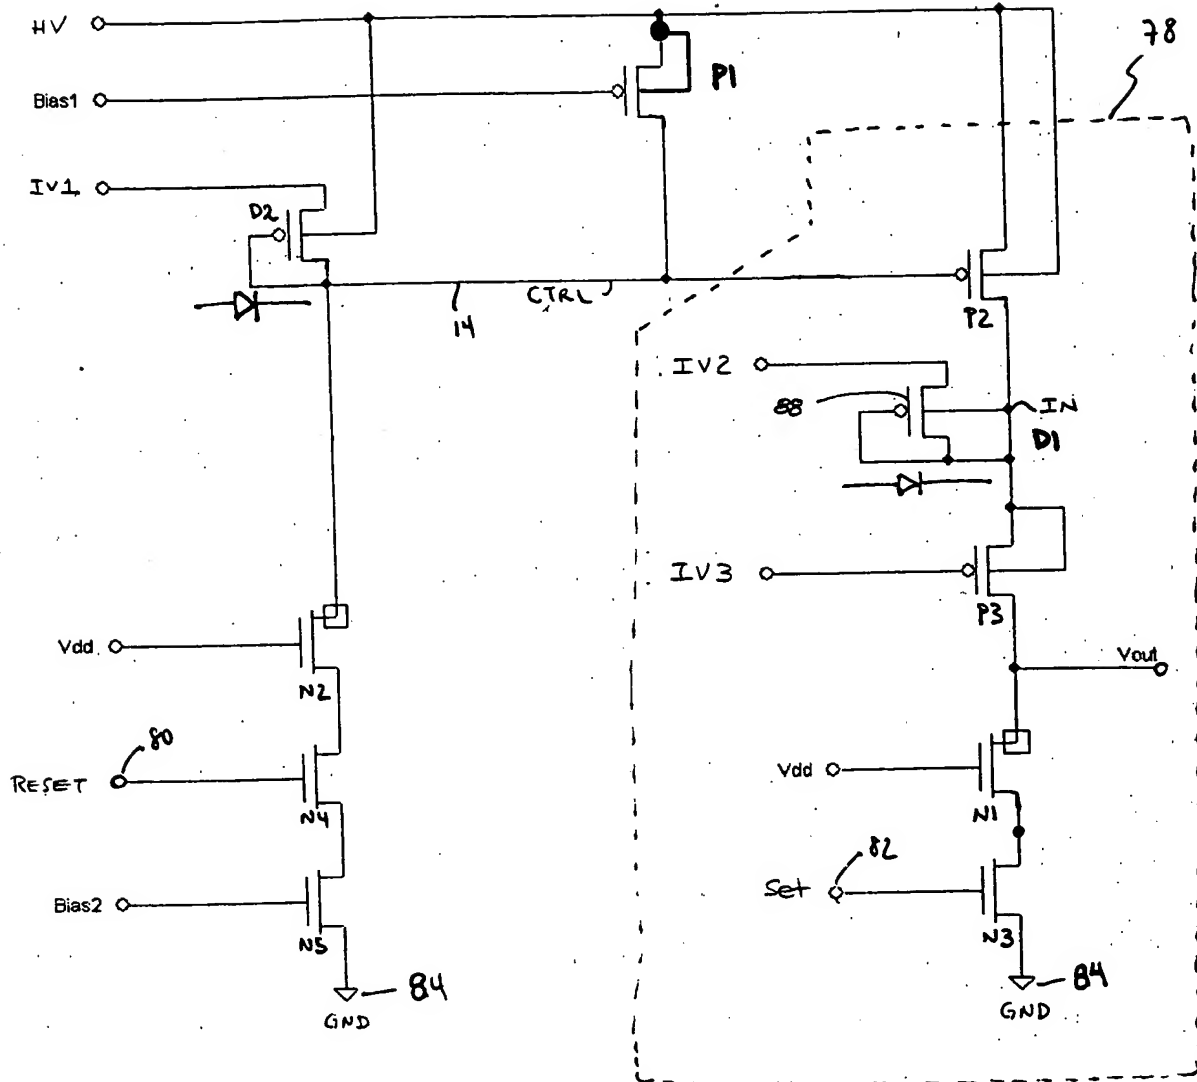 HV
78
P1
Bias1
IV1
D2
CTRL
14
P2
IV2
88
IN
D1
IV3
P3
Vout
Vdd
N2
80
RESET
N4
Vdd
N1
82
Set
Bias2
N5
N3
84
GND
84
GND